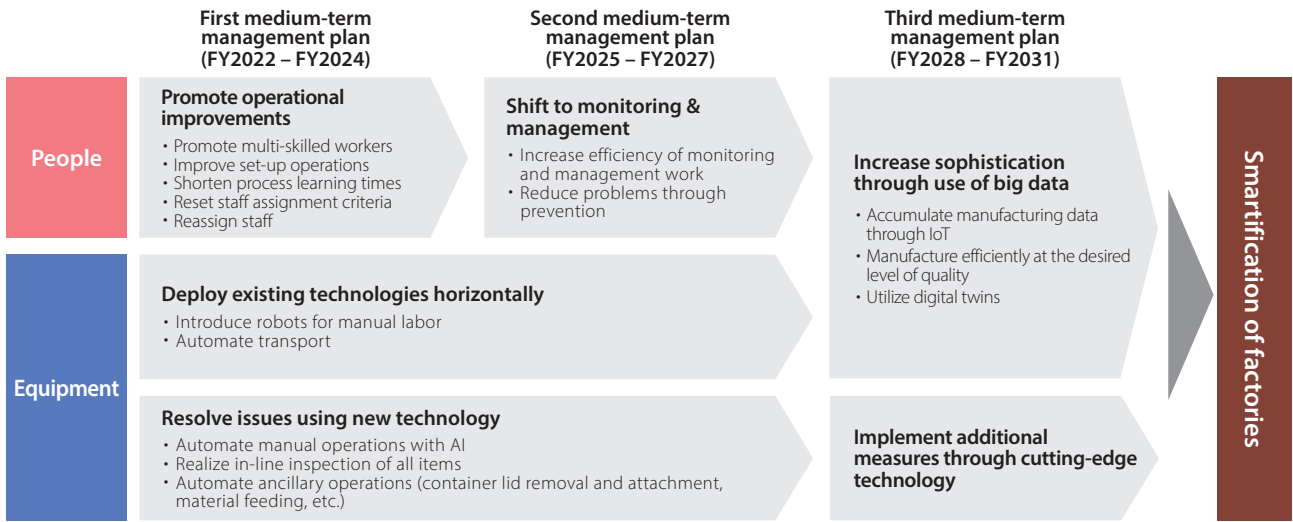 First medium-term
management plan
(FY2022 – FY2024)
Second medium-term
management plan
(FY2025 – FY2027)
Third medium-term
management plan
(FY2028 – FY2031)
People
Promote operational
improvements
・Promote multi-skilled workers
・Improve set-up operations
・Shorten process learning times
・Reset staff assignment criteria
・Reassign staff
Shift to monitoring &
management
・Increase efficiency of monitoring
and management work
・Reduce problems through
prevention
Increase sophistication
through use of big data
・Accumulate manufacturing data
through IoT
・Manufacture efficiently at the desired
level of quality
・Utilize digital twins
Equipment
Deploy existing technologies horizontally
・Introduce robots for manual labor
・Automate transport
Resolve issues using new technology
・Automate manual operations with AI
・Realize in-line inspection of all items
・Automate ancillary operations (container lid removal and attachment,
material feeding, etc.)
Implement additional
measures through cutting-edge
technology
Smartification of factories